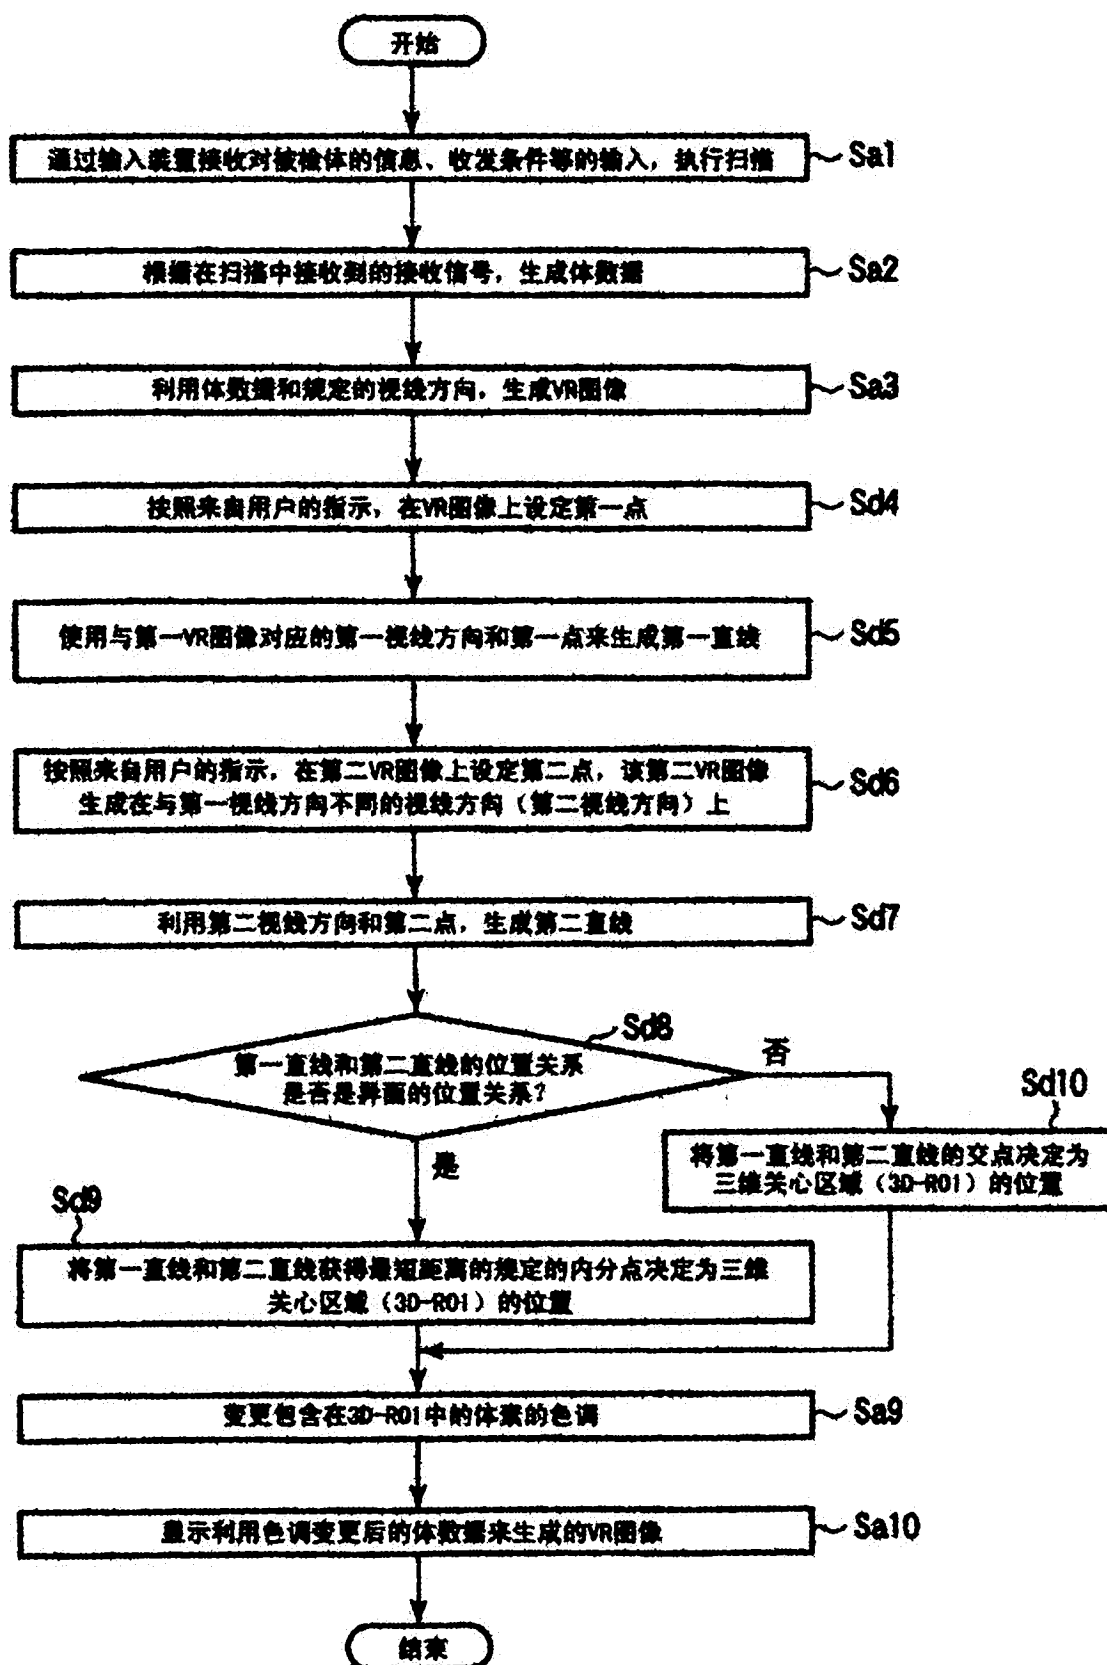 开始
通过输入装置接收对被检体的信息、收发条件等的输入，执行扫描
Sa1
根据在扫描中接收到的接收信号，生成体数据
Sa2
利用体数据和规定的视线方向，生成VR图像
Sa3
按照来自用户的指示，在VR图像上设定第一点
Sd4
使用与第一VR图像对应的第一视线方向和第一点来生成第一直线
Sd5
按照来自用户的指示，在第二VR图像上设定第二点，该第二VR图像
生成在与第一视线方向不同的视线方向（第二视线方向）上
Sd6
利用第二视线方向和第二点，生成第二直线
Sd7
Sd8
第一直线和第二直线的位置关系
是否是异面的位置关系？
否
Sd10
将第一直线和第二直线的交点决定为
三维关心区域（3D-ROI）的位置
是
Sd9
将第一直线和第二直线获得最短距离的规定的内分点决定为三维
关心区域（3D-ROI）的位置
变更包含在3D-ROI中的体素的色调
Sa9
显示利用色调变更后的体数据来生成的VR图像
Sa10
结束